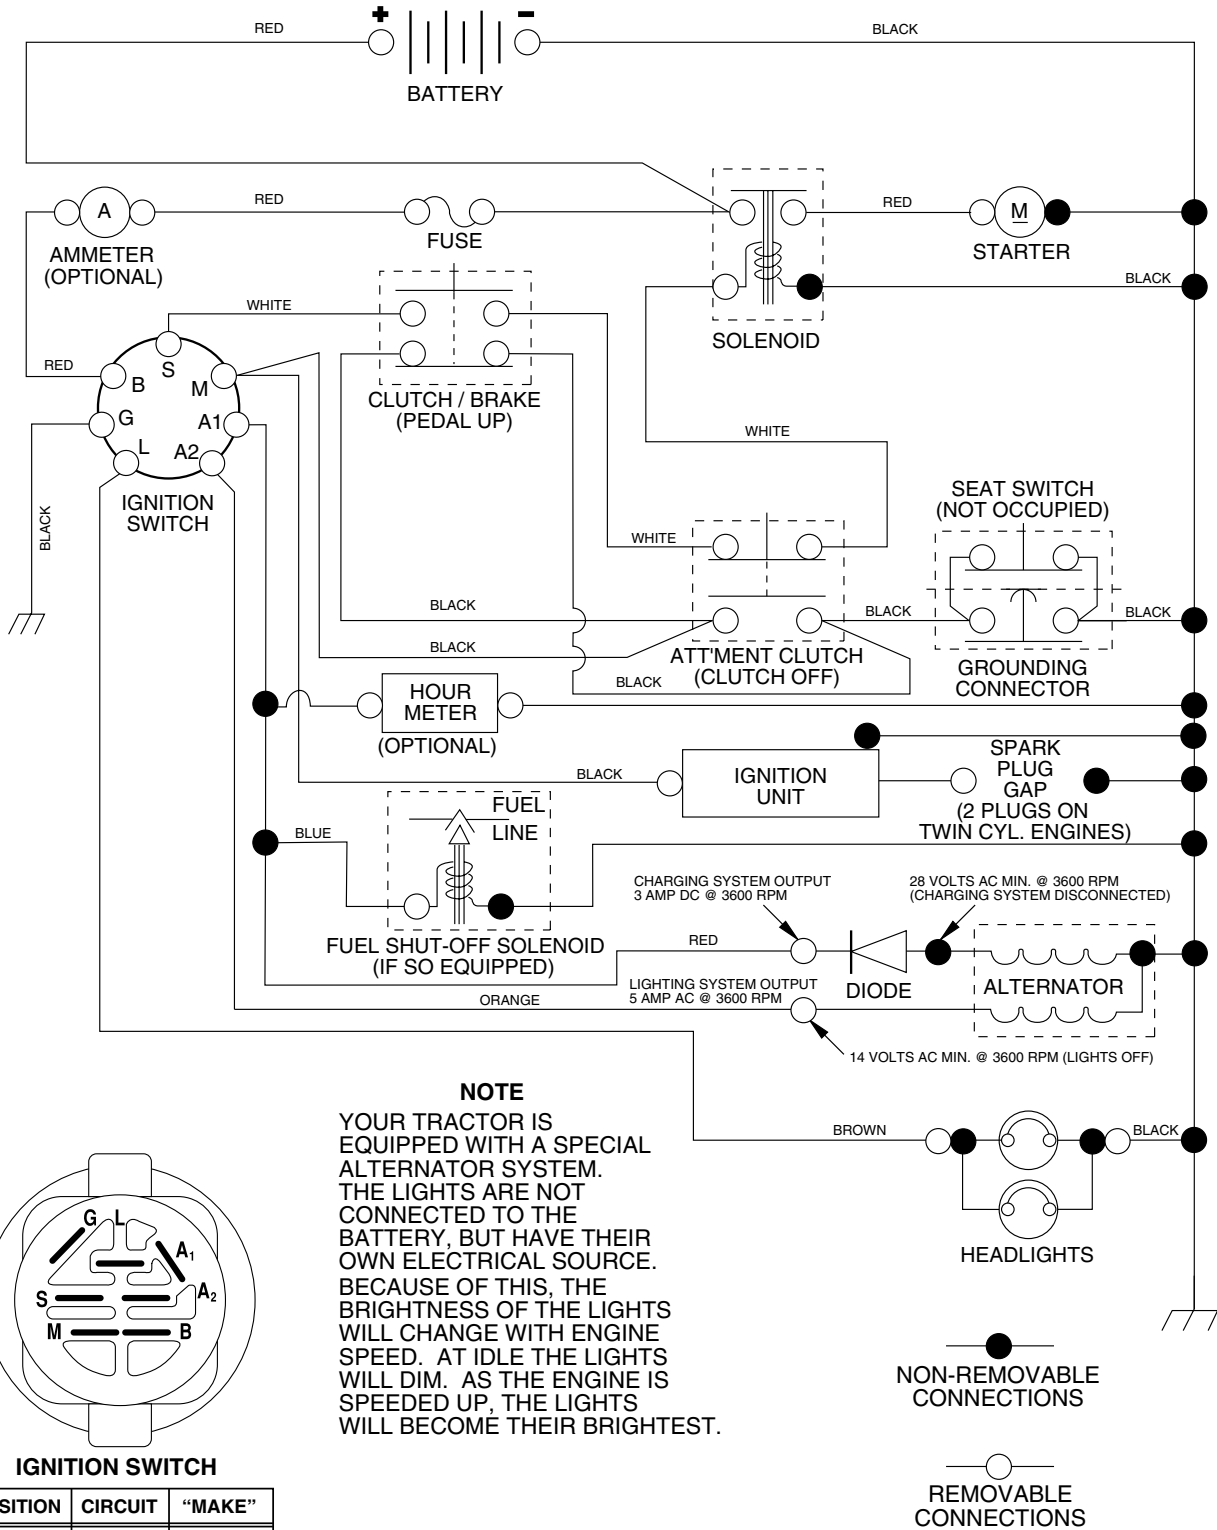 + −
RED
BLACK
BATTERY
A
RED
AMMETER
(OPTIONAL)
FUSE
RED
M
STARTER
BLACK
SOLENOID
WHITE
RED
S
B
M
G
A1
L
A2
IGNITION
SWITCH
BLACK
CLUTCH / BRAKE
(PEDAL UP)
WHITE
SEAT SWITCH
(NOT OCCUPIED)
WHITE
BLACK
BLACK
BLACK
BLACK
BLACK
ATT'MENT CLUTCH
(CLUTCH OFF)
GROUNDING
CONNECTOR
HOUR
METER
(OPTIONAL)
BLACK
IGNITION
UNIT
SPARK
PLUG
GAP
(2 PLUGS ON
TWIN CYL. ENGINES)
BLUE
FUEL
LINE
FUEL SHUT-OFF SOLENOID
(IF SO EQUIPPED)
CHARGING SYSTEM OUTPUT
3 AMP DC @ 3600 RPM
28 VOLTS AC MIN. @ 3600 RPM
(CHARGING SYSTEM DISCONNECTED)
RED
DIODE
ALTERNATOR
LIGHTING SYSTEM OUTPUT
5 AMP AC @ 3600 RPM
ORANGE
14 VOLTS AC MIN. @ 3600 RPM (LIGHTS OFF)
BROWN
BLACK
HEADLIGHTS
NOTE
YOUR TRACTOR IS
EQUIPPED WITH A SPECIAL
ALTERNATOR SYSTEM.
THE LIGHTS ARE NOT
CONNECTED TO THE
BATTERY, BUT HAVE THEIR
OWN ELECTRICAL SOURCE.
BECAUSE OF THIS, THE
BRIGHTNESS OF THE LIGHTS
WILL CHANGE WITH ENGINE
SPEED. AT IDLE THE LIGHTS
WILL DIM. AS THE ENGINE IS
SPEEDED UP, THE LIGHTS
WILL BECOME THEIR BRIGHTEST.
G L
A1
S
A2
M
B
IGNITION SWITCH
SITION CIRCUIT “MAKE”
NON-REMOVABLE
CONNECTIONS
REMOVABLE
CONNECTIONS